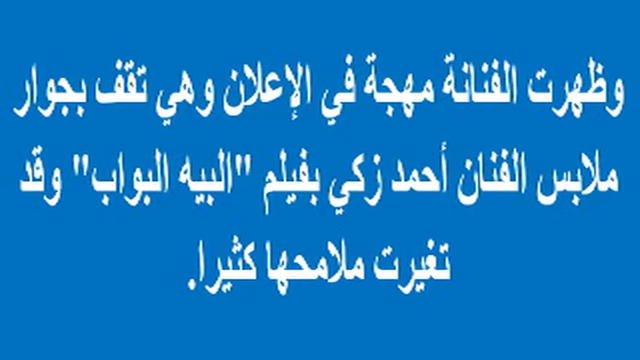 وظهرت الفنانة مهجة في الإعلان وهي تقف بجوار
ملابس الفنان أحمد زكي بفيلم "البيه البواب" وقد
تغيرت ملامحها كثيرا.